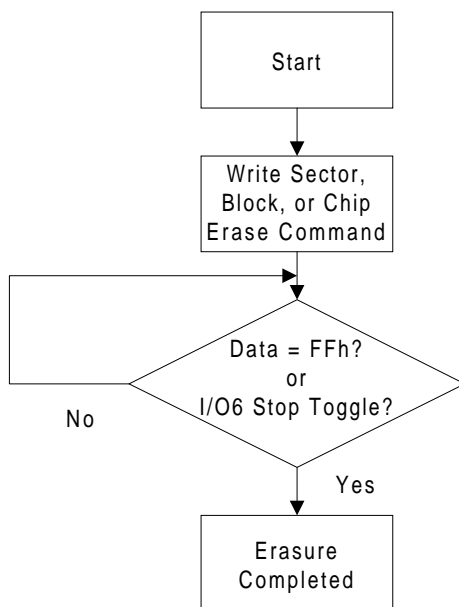 Start
Write Sector,
Block, or Chip
Erase Command
Data = FFh?
or
I/O6 Stop Toggle?
No
Yes
Erasure
Completed